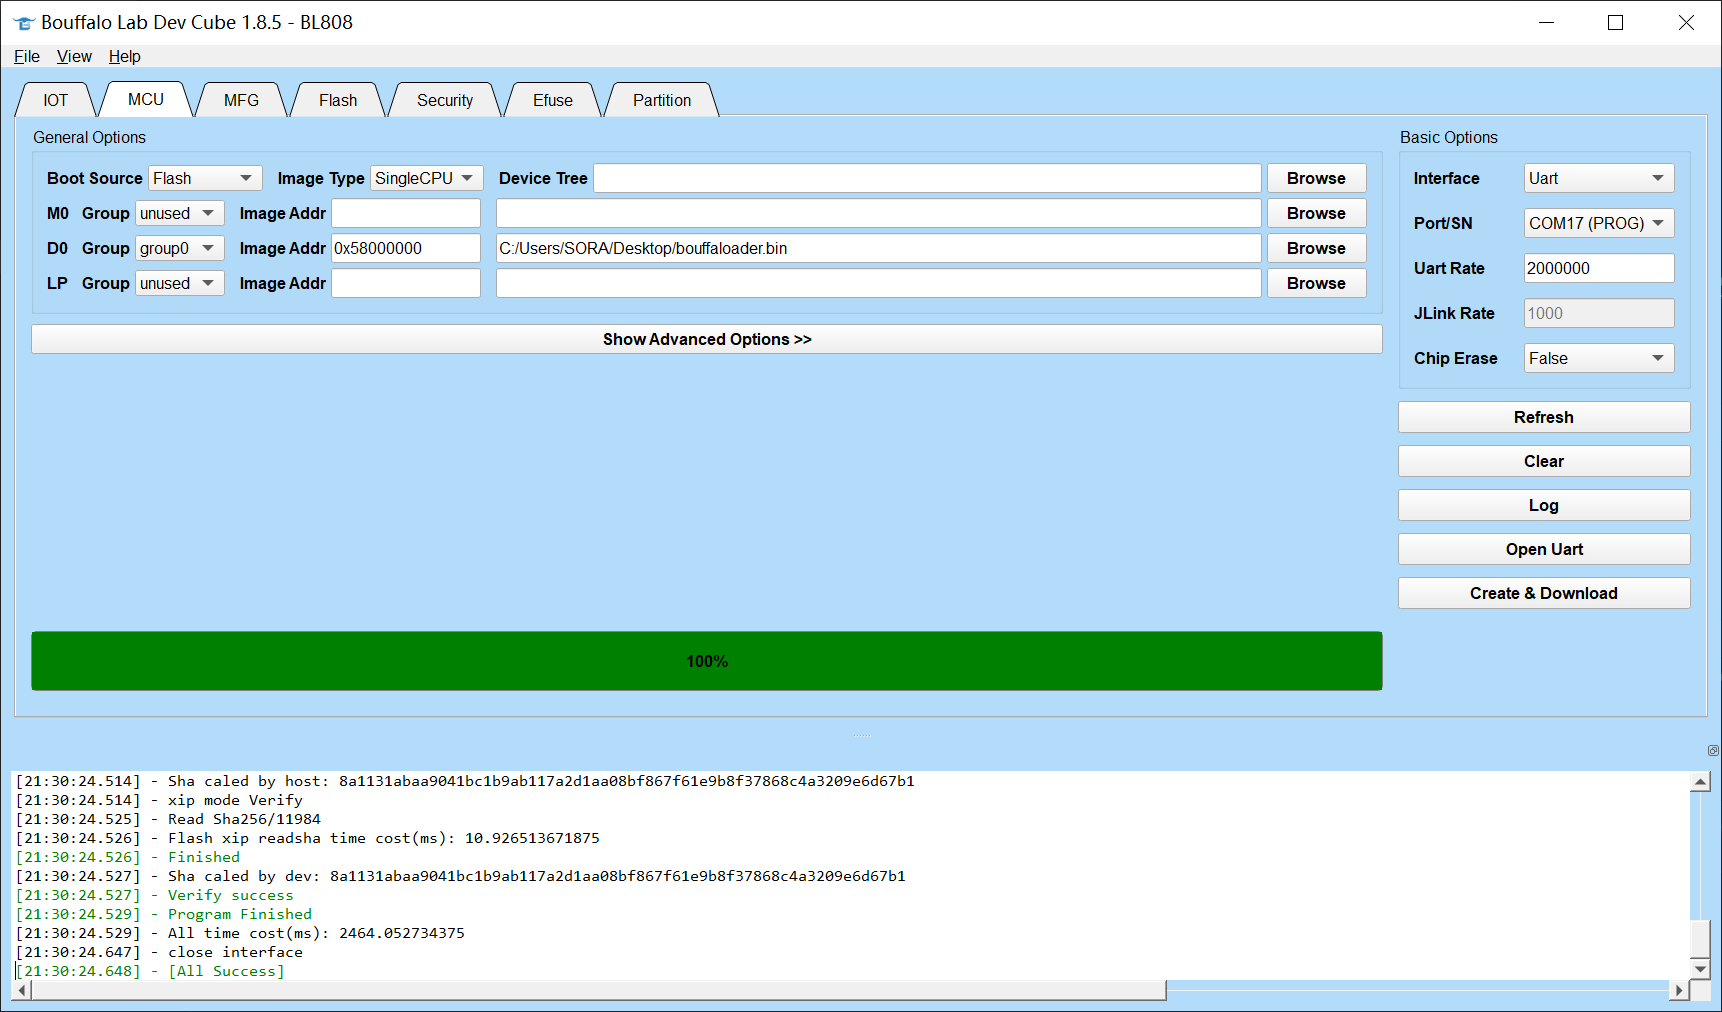 Bouffalo Lab Dev Cube 1.8.5 - BL808
File View Help
IOT MCU MFG Flash Security Efuse Partition
General Options
Boot Source Flash Image Type SingleCPU Device Tree Browse
M0 Group unused Image Addr Browse
D0 Group group0 Image Addr 0x58000000 C:/Users/SORA/Desktop/bouffaloader.bin Browse
LP Group unused Image Addr Browse
Show Advanced Options >>
100%
Basic Options
Interface Uart
Port/SN COM17 (PROG)
Uart Rate 2000000
JLink Rate 1000
Chip Erase False
Refresh
Clear
Log
Open Uart
Create & Download
[21:30:24.514] - Sha caled by host: 8a1131abaa9041bc1b9ab117a2d1aa08bf867f61e9b8f37868c4a3209e6d67b1
[21:30:24.514] - xip mode Verify
[21:30:24.525] - Read Sha256/11984
[21:30:24.526] - Flash xip readsha time cost(ms): 10.926513671875
[21:30:24.526] - Finished
[21:30:24.527] - Sha caled by dev: 8a1131abaa9041bc1b9ab117a2d1aa08bf867f61e9b8f37868c4a3209e6d67b1
[21:30:24.527] - Verify success
[21:30:24.529] - Program Finished
[21:30:24.529] - All time cost(ms): 2464.052734375
[21:30:24.647] - close interface
[21:30:24.648] - [All Success]